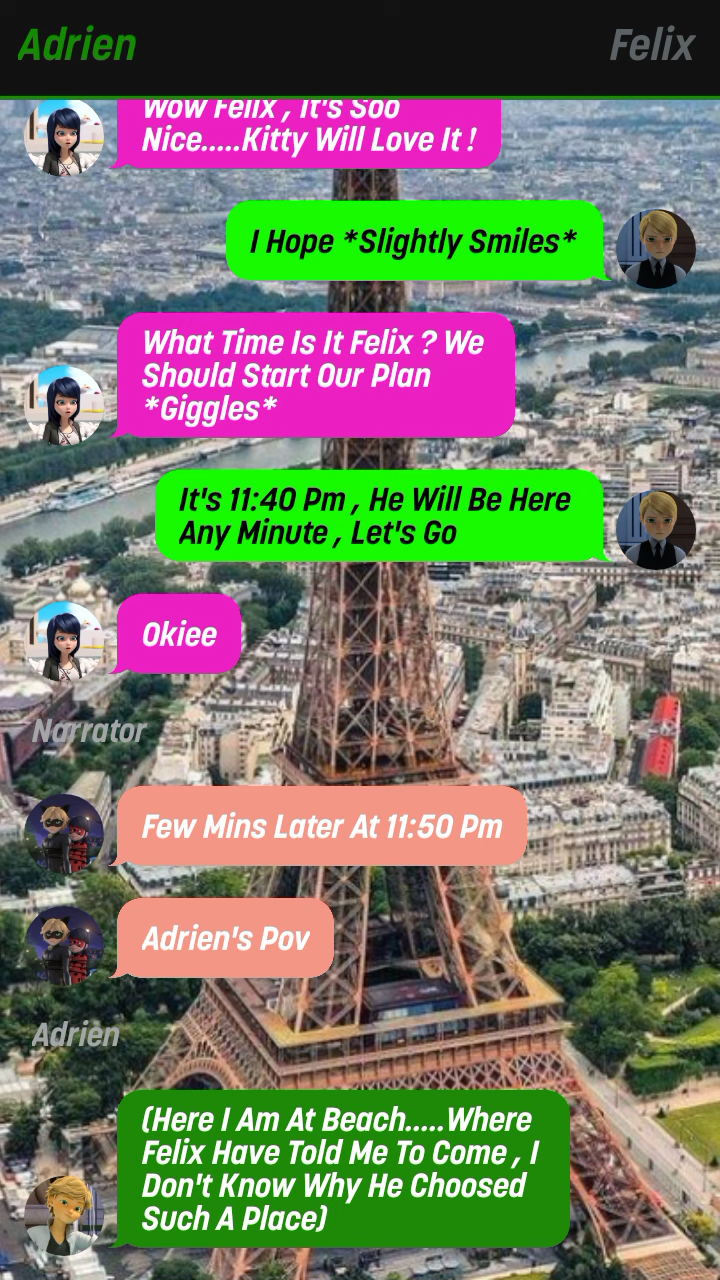 Adrien
Felix
Wow Felix , It's Soo
Nice.....Kitty Will Love It !
I Hope *Slightly Smiles*
What Time Is It Felix ? We
Should Start Our Plan
*Giggles*
It's 11:40 Pm , He Will Be Here
Any Minute , Let's Go
Okiee
Narrator
Few Mins Later At 11:50 Pm
Adrien's Pov
Adrien
(Here I Am At Beach.....Where
Felix Have Told Me To Come , I
Don't Know Why He Choosed
Such A Place)